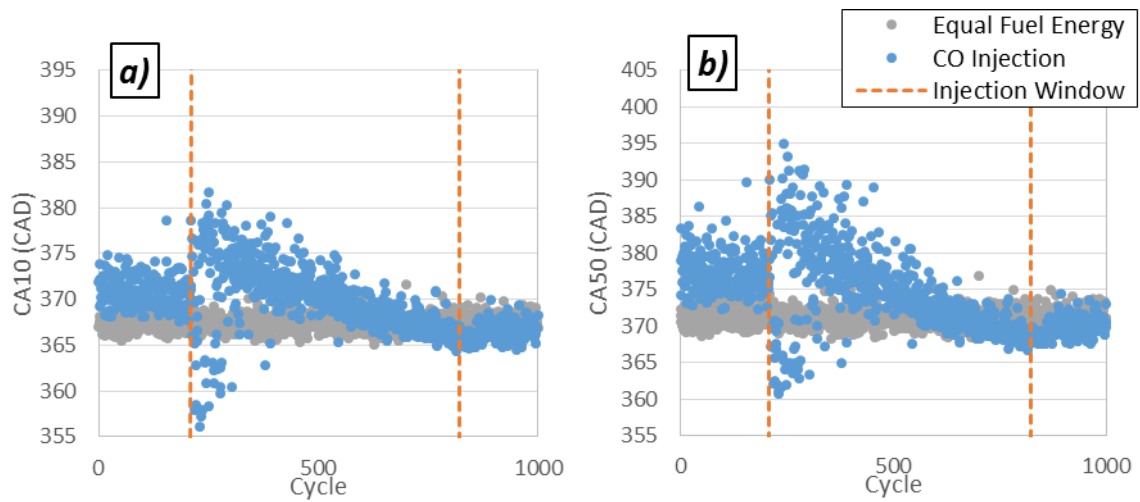 a)
CA10 (CAD)
395
390
385
380
375
370
365
360
355
0
500
1000
Cycle
b)
Equal Fuel Energy
CO Injection
Injection Window
CA50 (CAD)
405
400
395
390
385
380
375
370
365
360
355
0
500
1000
Cycle